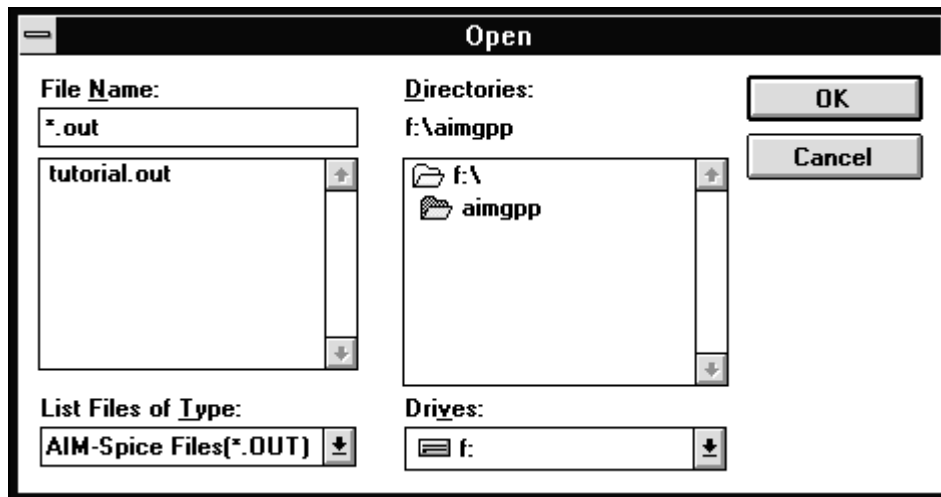 Open
File Name:
*.out
tutorial.out
List Files of Type:
AIM-Spice Files(*.OUT)
Directories:
f:\aimgpp
f:\
aimgpp
Drives:
f:
OK
Cancel